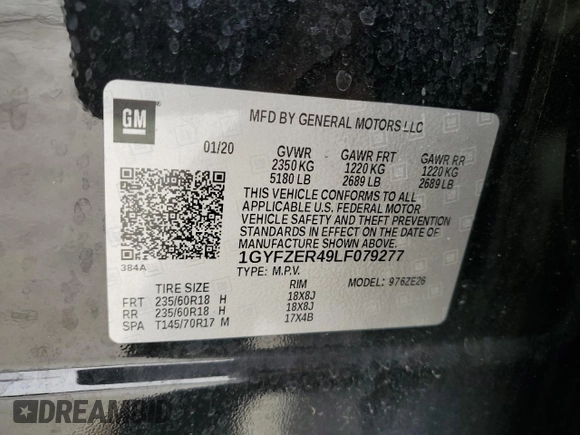 GM
MFD BY GENERAL MOTORS LLC
01/20 GVWR GAWR FRT GAWR RR
2350 KG 1220 KG 1220 KG
5180 LB 2689 LB 2689 LB
THIS VEHICLE CONFORMS TO ALL
APPLICABLE U.S. FEDERAL MOTOR
VEHICLE SAFETY AND THEFT PREVENTION
STANDARDS IN EFFECT ON THE DATE OF
MANUFACTURE SHOWN ABOVE.
1GYFZER49LF079277
384A
TYPE: M.P.V. MODEL: 976ZE26
TIRE SIZE RIM
FRT 235/60R18 H 18X8J
RR 235/60R18 H 18X8J
SPA T145/70R17 M 17X4B
DREAMBID